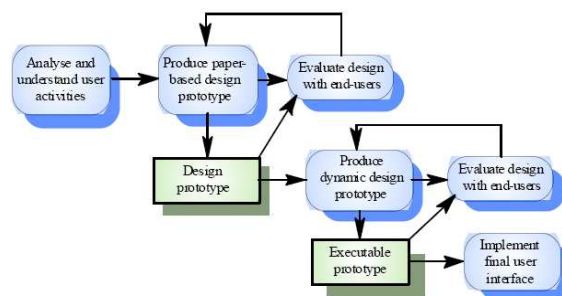 Analyse and
understand user
activities
Produce paper-
based design
prototype
Evaluate design
with end-users
Design
prototype
Produce
dynamic design
prototype
Evaluate design
with end-users
Executable
prototype
Implement
final user
interface